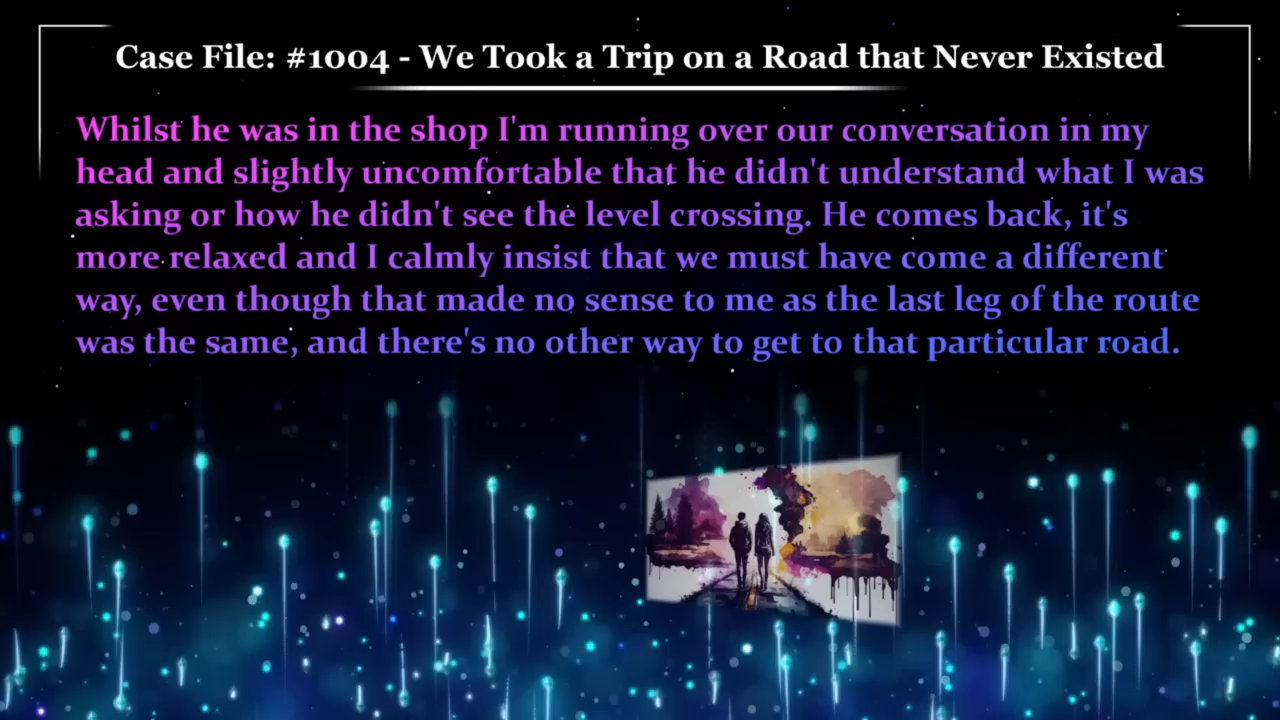 Case File: #1004 - We Took a Trip on a Road that Never Existed
Whilst he was in the shop I'm running over our conversation in my
head and slightly uncomfortable that he didn't understand what I was
asking or how he didn't see the level crossing. He comes back, it's
more relaxed and I calmly insist that we must have come a different
way, even though that made no sense to me as the last leg of the route
was the same, and there's no other way to get to that particular road.